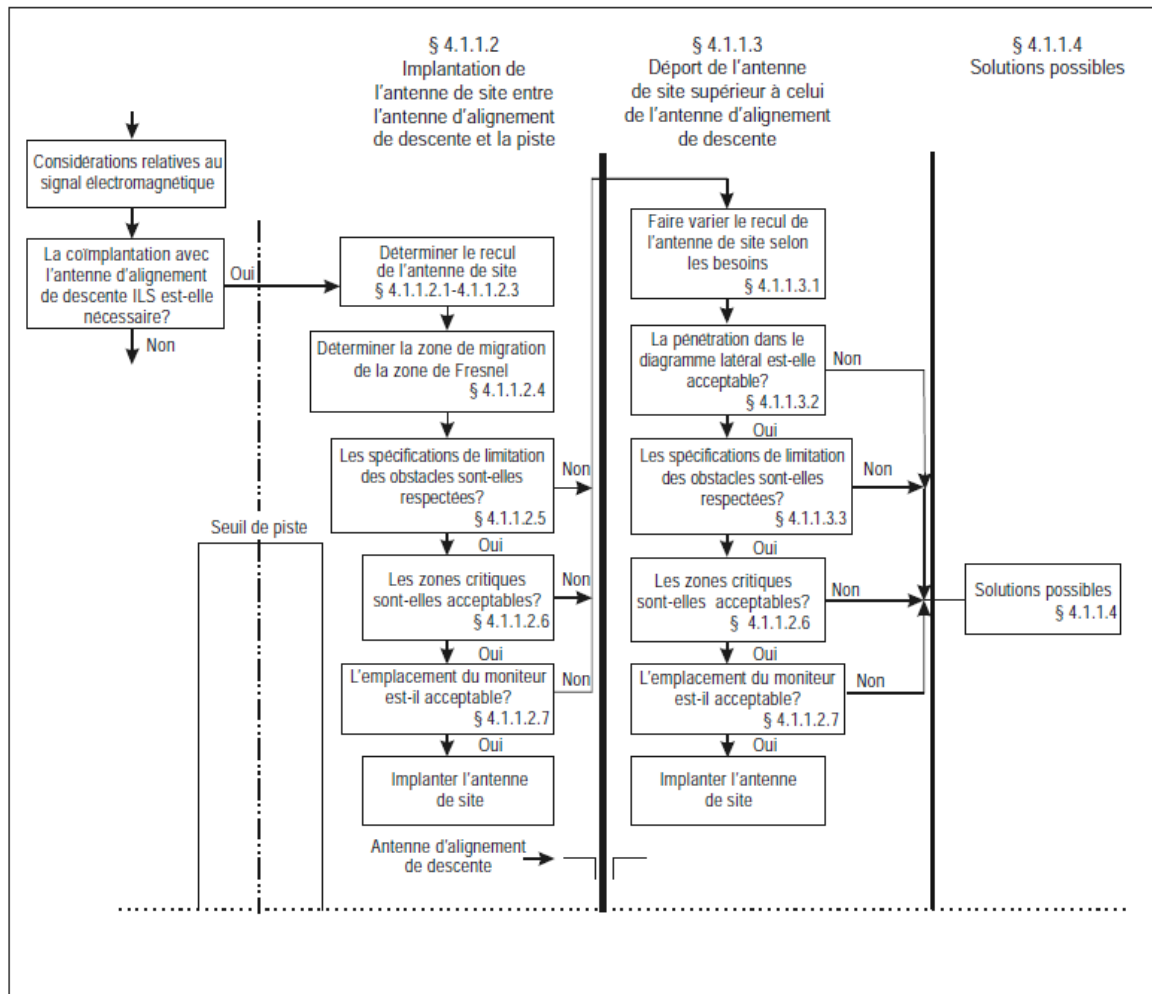 § 4.1.1.2
Implantation de
l'antenne de site entre
l'antenne d'alignement
de descente et la piste
§ 4.1.1.3
Déport de l'antenne
de site supérieur à celui
de l'antenne d'alignement
de descente
§ 4.1.1.4
Solutions possibles
Considérations relatives au
signal électromagnétique
La coïmplantation avec
l'antenne d'alignement
de descente ILS est-elle
nécessaire?
Oui
Non
Déterminer le recul
de l'antenne de site
§ 4.1.1.2.1-4.1.1.2.3
Déterminer la zone de migration
de la zone de Fresnel
§ 4.1.1.2.4
Les spécifications de limitation
des obstacles sont-elles
respectées?
§ 4.1.1.2.5
Non
Oui
Les zones critiques
sont-elles acceptables?
§ 4.1.1.2.6
Non
Oui
L'emplacement du moniteur
est-il acceptable?
§ 4.1.1.2.7
Non
Oui
Implanter l'antenne
de site
Faire varier le recul de
l'antenne de site selon
les besoins
§ 4.1.1.3.1
La pénétration dans le
diagramme latéral est-elle
acceptable?
§ 4.1.1.3.2
Non
Oui
Les spécifications de limitation
des obstacles sont-elles
respectées?
§ 4.1.1.3.3
Non
Oui
Les zones critiques
sont-elles acceptables?
§ 4.1.1.2.6
Non
Oui
L'emplacement du moniteur
est-il acceptable?
§ 4.1.1.2.7
Non
Oui
Implanter l'antenne
de site
Solutions possibles
§ 4.1.1.4
Seuil de piste
Antenne d'alignement
de descente